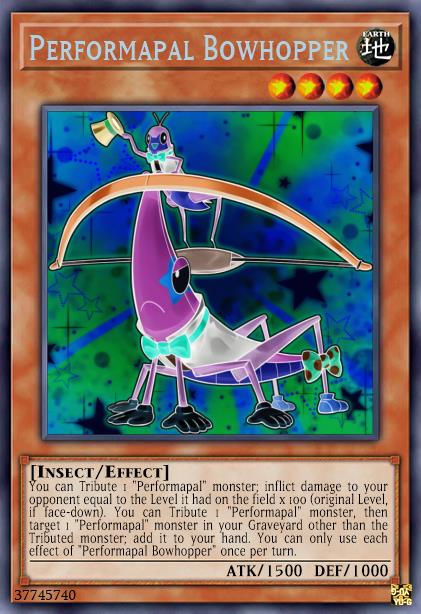 PERFORMAPAL BOWHOPPER
EARTH
地
[INSECT/EFFECT]
You can Tribute 1 "Performapal" monster; inflict damage to your
opponent equal to the Level it had on the field x 100 (original Level,
if face-down). You can Tribute 1 "Performapal" monster, then
target 1 "Performapal" monster in your Graveyard other than the
Tributed monster; add it to your hand. You can only use each
effect of "Performapal Bowhopper" once per turn.
ATK/1500 DEF/1000
37745740